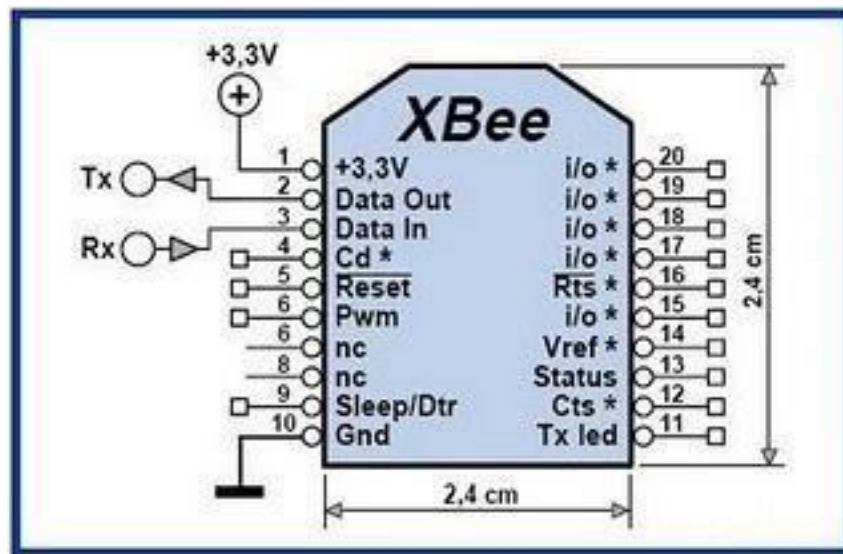 +3,3V
XBee
1 +3,3V i/o * 20
Tx 2 Data Out i/o * 19
3 Data In i/o * 18
Rx 4 Cd * i/o * 17
5 Reset Rts * 16
6 Pwm i/o * 15
6 nc Vref * 14
8 nc Status 13
9 Sleep/Dtr Cts * 12
10 Gnd Tx led 11
2,4 cm
2,4 cm